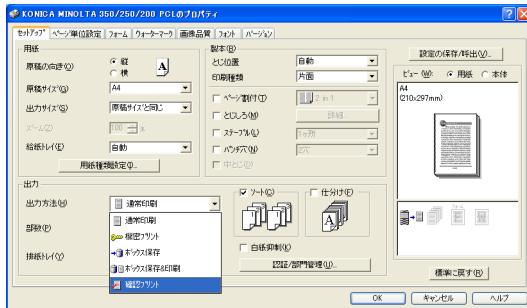 KONICA MINOLTA 350/250/200 PCLのプロパティ
セットアップ ページ単位設定 フォーム ウォーターマーク 画像品質 フォント バージョン
用紙
原稿の向き(O)
縦
横
A
原稿サイズ(G)
A4
出力サイズ(S)
原稿サイズと同じ
ズーム(Z)
100
%
給紙トレイ(E)
自動
用紙種類設定(P)...
製本(B)
とじ位置
自動
印刷種類
片面
ページ割付(T)
2 in 1
とじしろ(M)
詳細...
ステープル(L)
1ヶ所
パンチ穴(N)
2穴
中とじ(D)
設定の保存/呼出(V)...
ビュー(W):
用紙
本体
A4
(210x297mm)
出力
出力方法(H)
通常印刷
通常印刷
機密プリント
ボックス保存
ボックス保存&印刷
確認プリント
部数(P)
排紙トレイ(Y)
ソート(C)
仕分け(F)
白紙抑制(K)
認証/部門管理(U)...
標準に戻す(R)
OK
キャンセル
ヘルプ